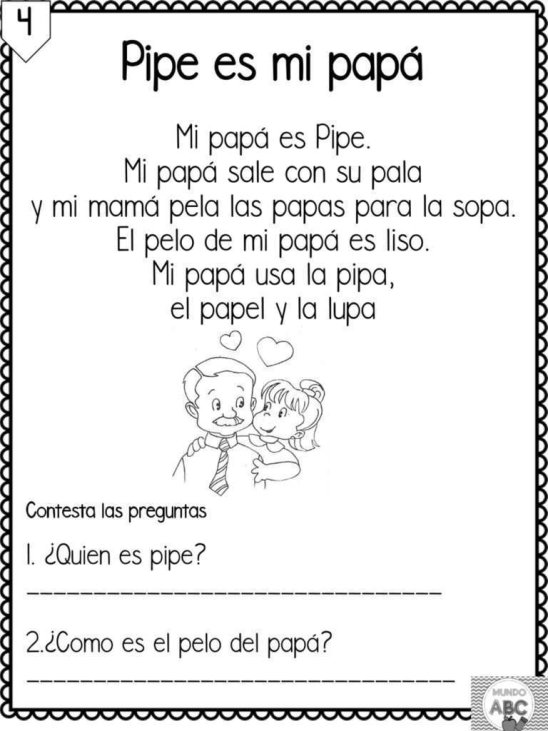 4
Pipe es mi papá
Mi papá es Pipe.
Mi papá sale con su pala
y mi mamá pela las papas para la sopa.
El pelo de mi papá es liso.
Mi papá usa la pipa,
el papel y la lupa
Contesta las preguntas
1. ¿Quien es pipe?
2.¿Como es el pelo del papá?
MUNDO
ABC